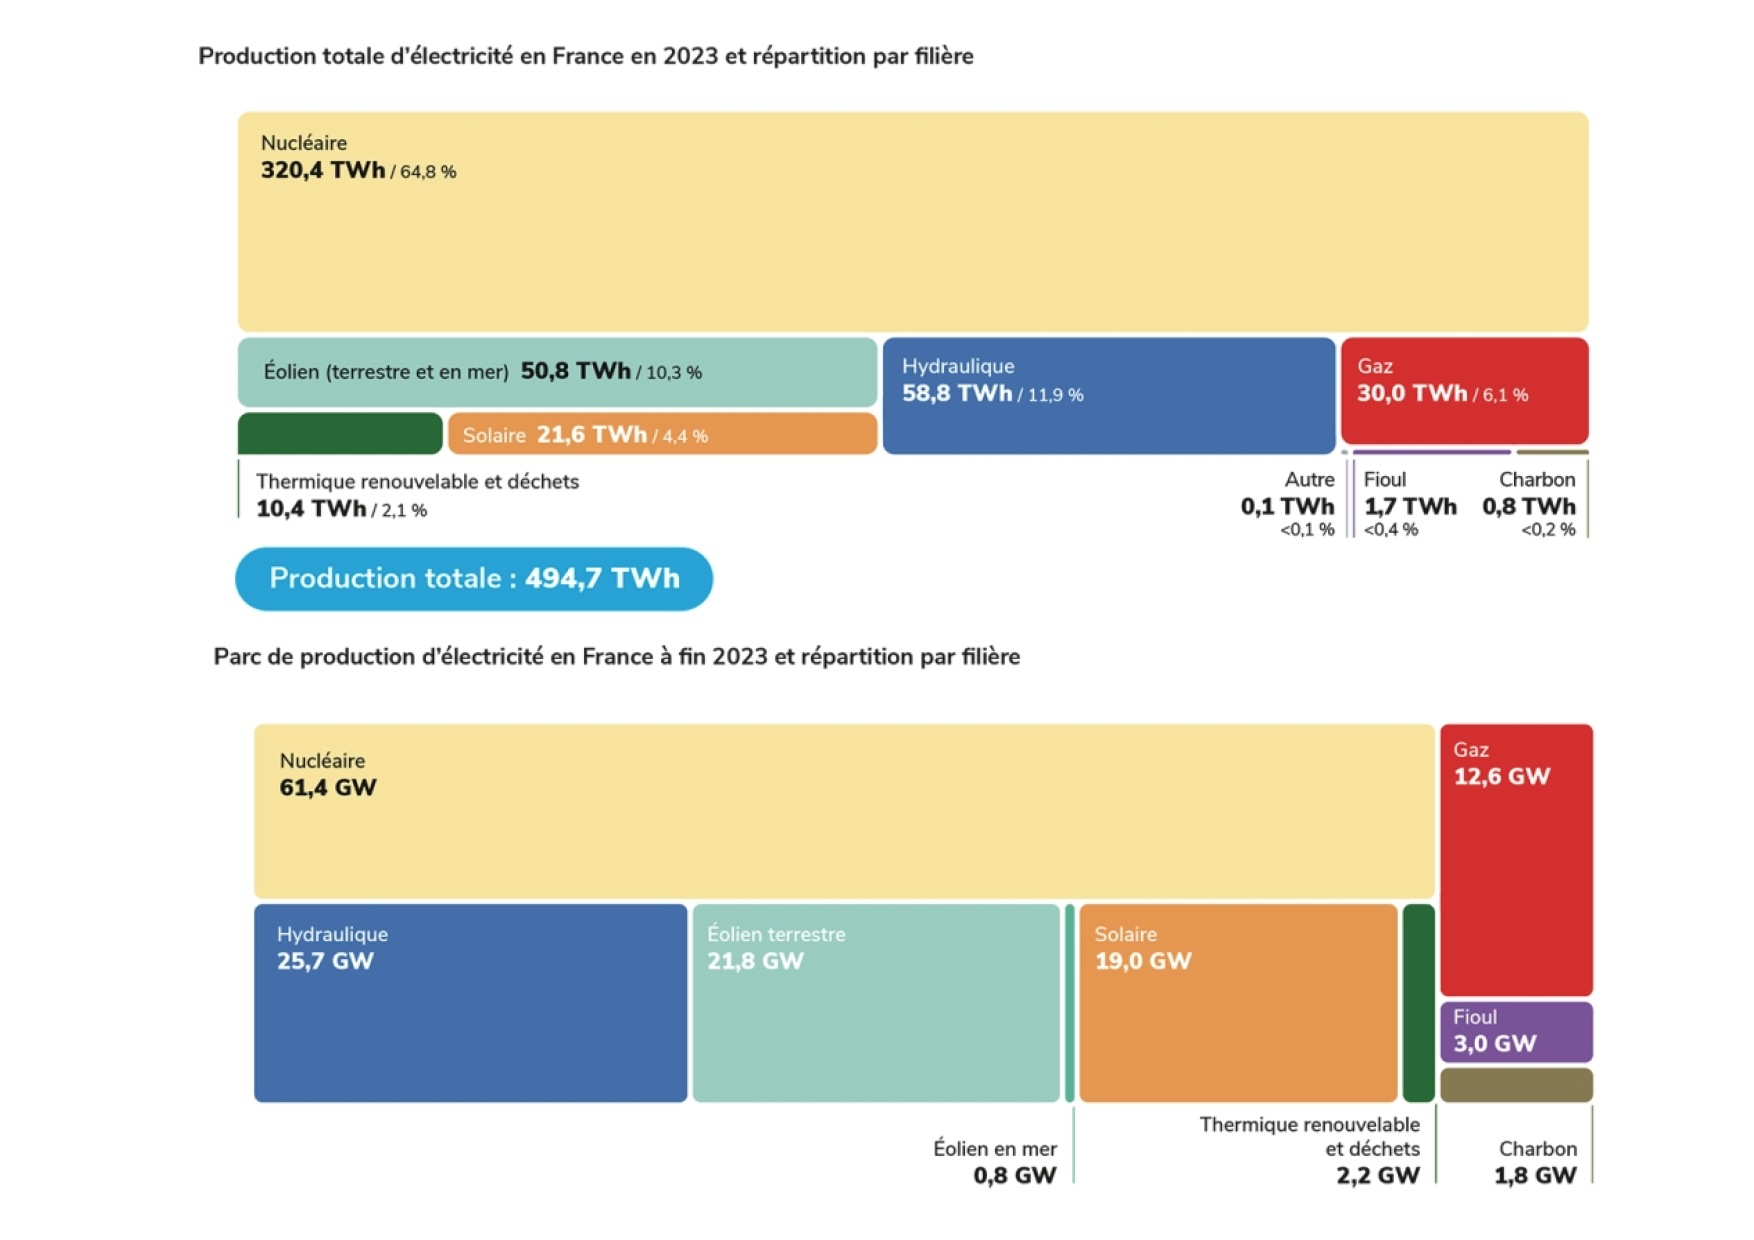 Production totale d’électricité en France en 2023 et répartition par filière
Nucléaire
320,4 TWh / 64,8 %
Éolien (terrestre et en mer) 50,8 TWh / 10,3 %
Hydraulique
58,8 TWh / 11,9 %
Gaz
30,0 TWh / 6,1 %
Solaire 21,6 TWh / 4,4 %
Thermique renouvelable et déchets
10,4 TWh / 2,1 %
Autre
0,1 TWh
<0,1 %
Fioul
1,7 TWh
<0,4 %
Charbon
0,8 TWh
<0,2 %
Production totale : 494,7 TWh
Parc de production d’électricité en France à fin 2023 et répartition par filière
Nucléaire
61,4 GW
Gaz
12,6 GW
Hydraulique
25,7 GW
Éolien terrestre
21,8 GW
Solaire
19,0 GW
Fioul
3,0 GW
Éolien en mer
0,8 GW
Thermique renouvelable
et déchets
2,2 GW
Charbon
1,8 GW